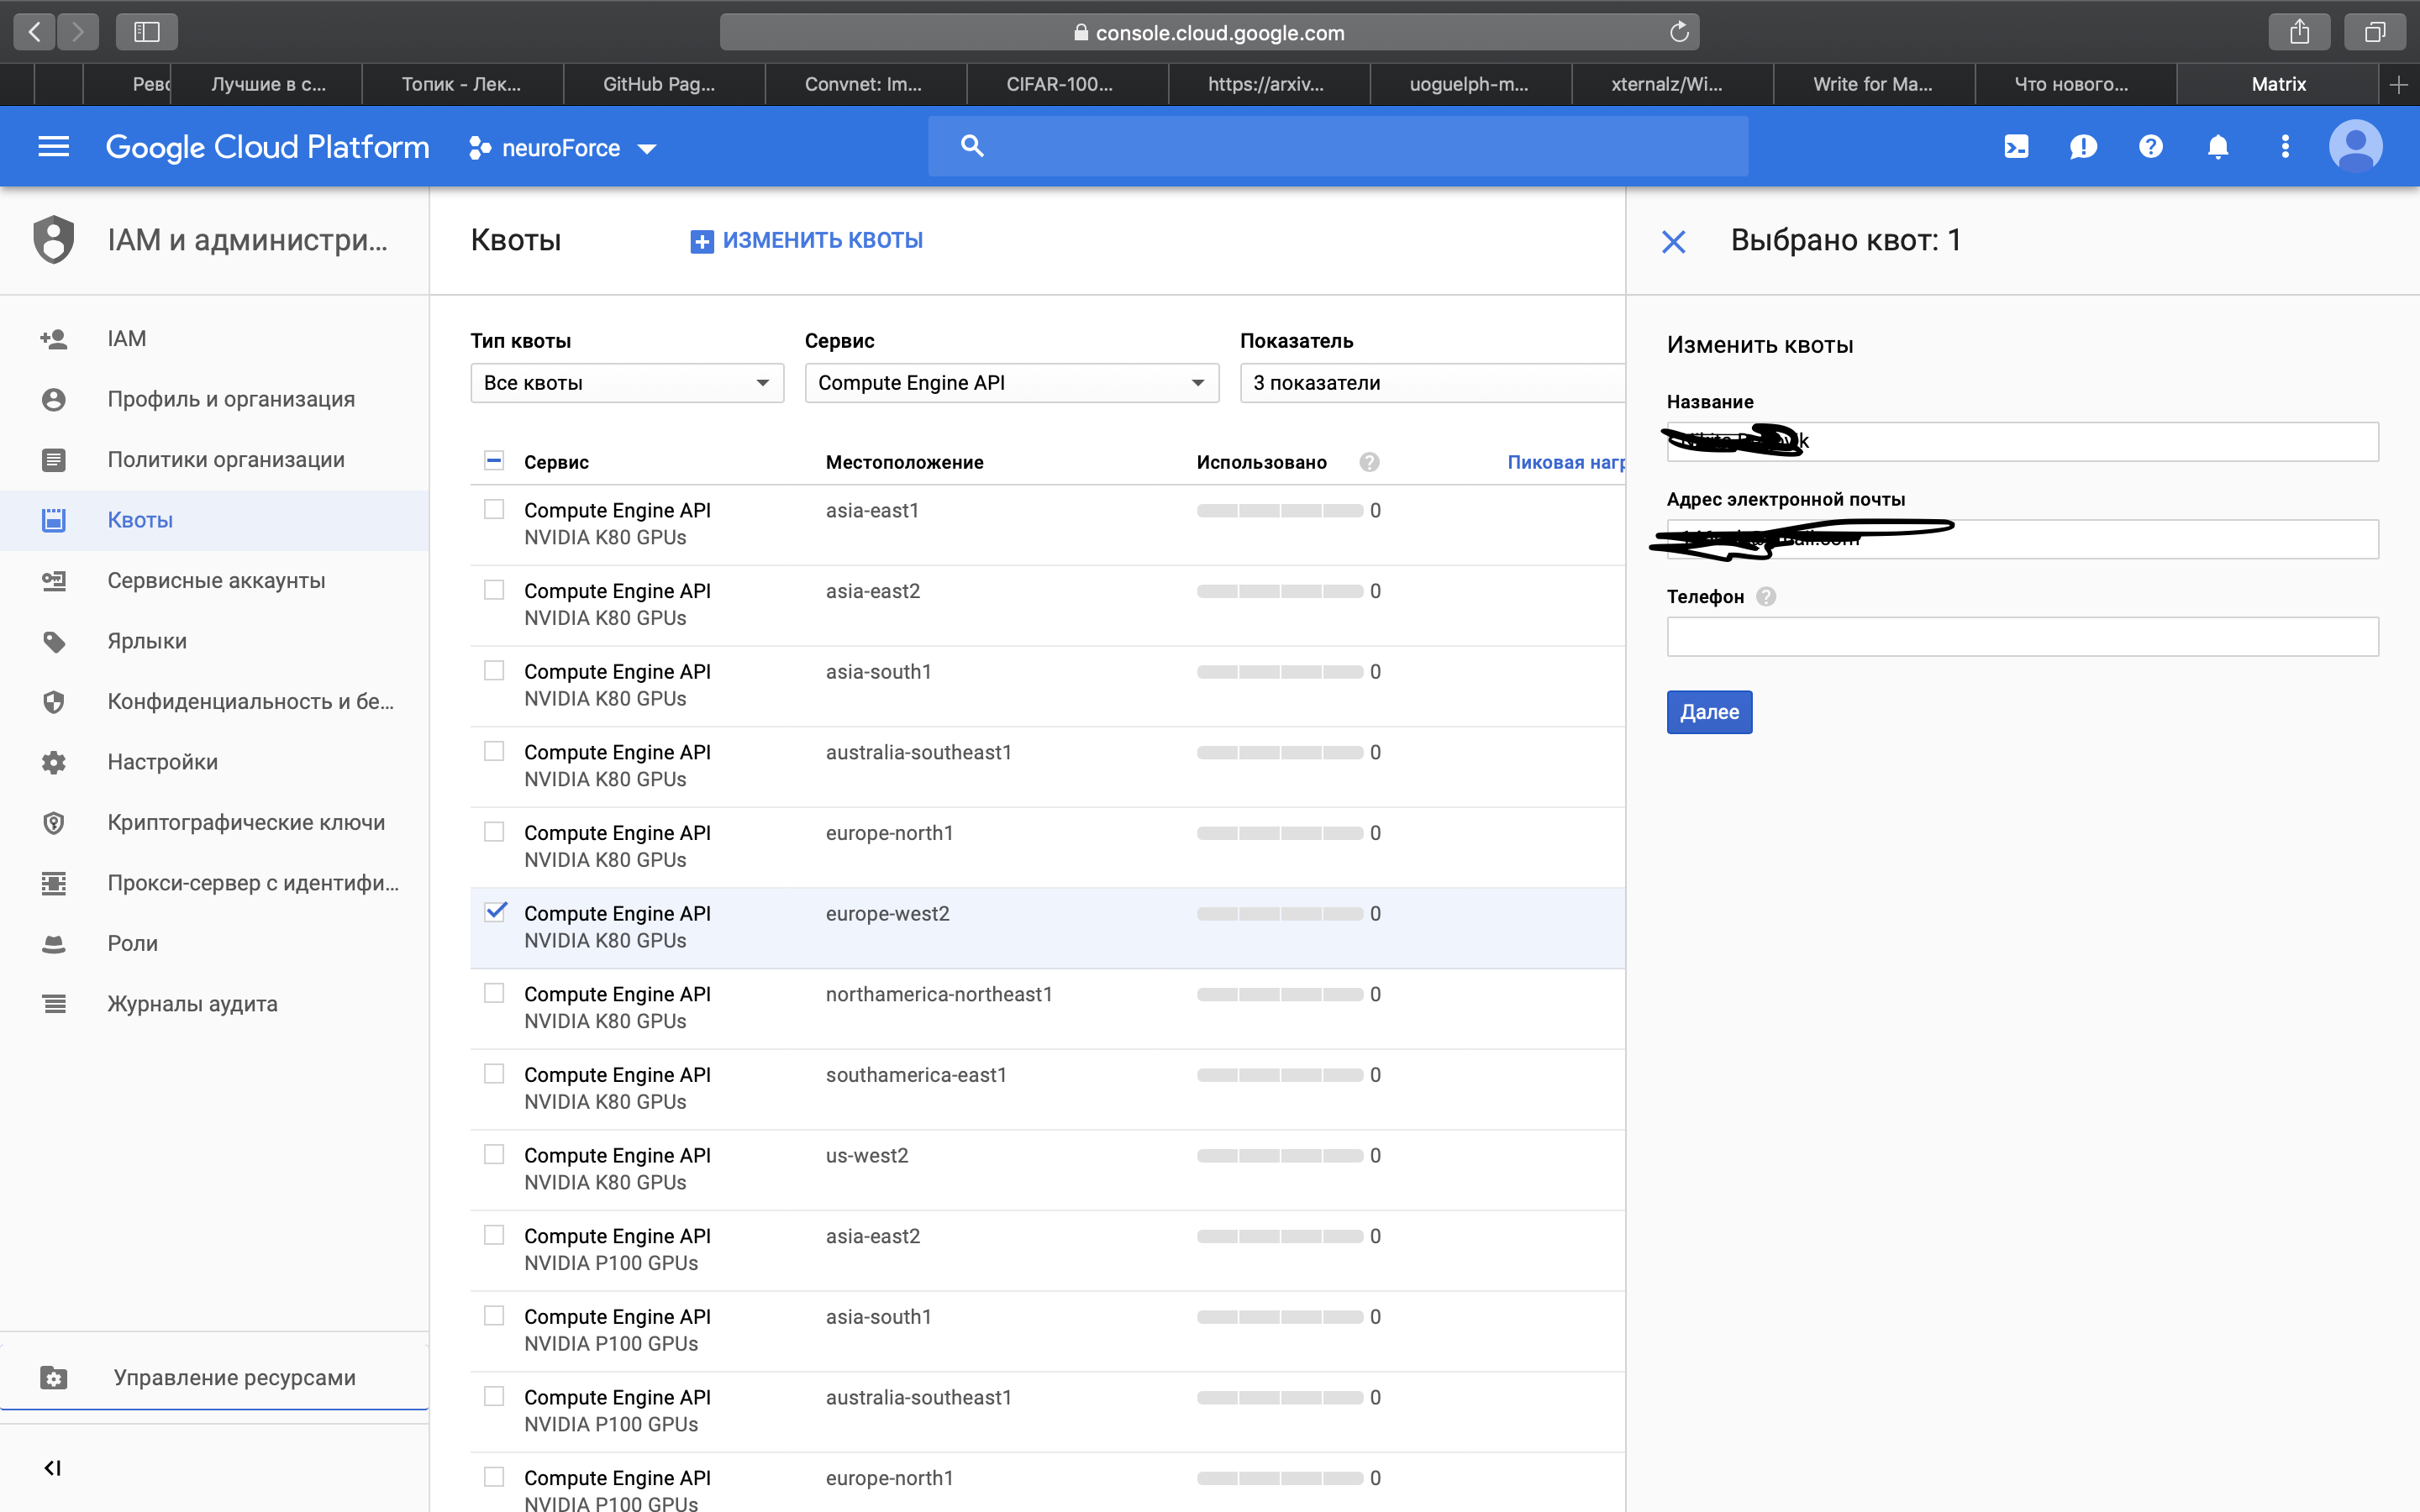 console.cloud.google.com
Рево
Лучшие в с...
Топик - Лек...
GitHub Pag...
Convnet: Im...
CIFAR-100...
https://arxiv...
uoguelph-m...
xternalz/Wi...
Write for Ma...
Что нового...
Matrix
Google Cloud Platform
neuroForce
IAM и админстри...
IAM
Профиль и организация
Политики организации
Квоты
Сервисные аккаунты
Ярлыки
Конфиденциальность и бе...
Настройки
Криптографические ключи
Прокси-сервер с идентифи...
Роли
Журналы аудита
Управление ресурсами
Квоты
ИЗМЕНИТЬ КВОТЫ
Тип квоты Сервис Показатель
Все квоты Compute Engine API 3 показатели
Сервис Местоположение Использовано Пиковая нагр
Compute Engine API asia-east1 0
NVIDIA K80 GPUs
Compute Engine API asia-east2 0
NVIDIA K80 GPUs
Compute Engine API asia-south1 0
NVIDIA K80 GPUs
Compute Engine API australia-southeast1 0
NVIDIA K80 GPUs
Compute Engine API europe-north1 0
NVIDIA K80 GPUs
Compute Engine API europe-west2 0
NVIDIA K80 GPUs
Compute Engine API northamerica-northeast1 0
NVIDIA K80 GPUs
Compute Engine API southamerica-east1 0
NVIDIA K80 GPUs
Compute Engine API us-west2 0
NVIDIA K80 GPUs
Compute Engine API asia-east2 0
NVIDIA P100 GPUs
Compute Engine API asia-south1 0
NVIDIA P100 GPUs
Compute Engine API australia-southeast1 0
NVIDIA P100 GPUs
Compute Engine API europe-north1 0
NVIDIA P100 GPUs
Выбрано квот: 1
Изменить квоты
Название
Адрес электронной почты
Телефон
Далее